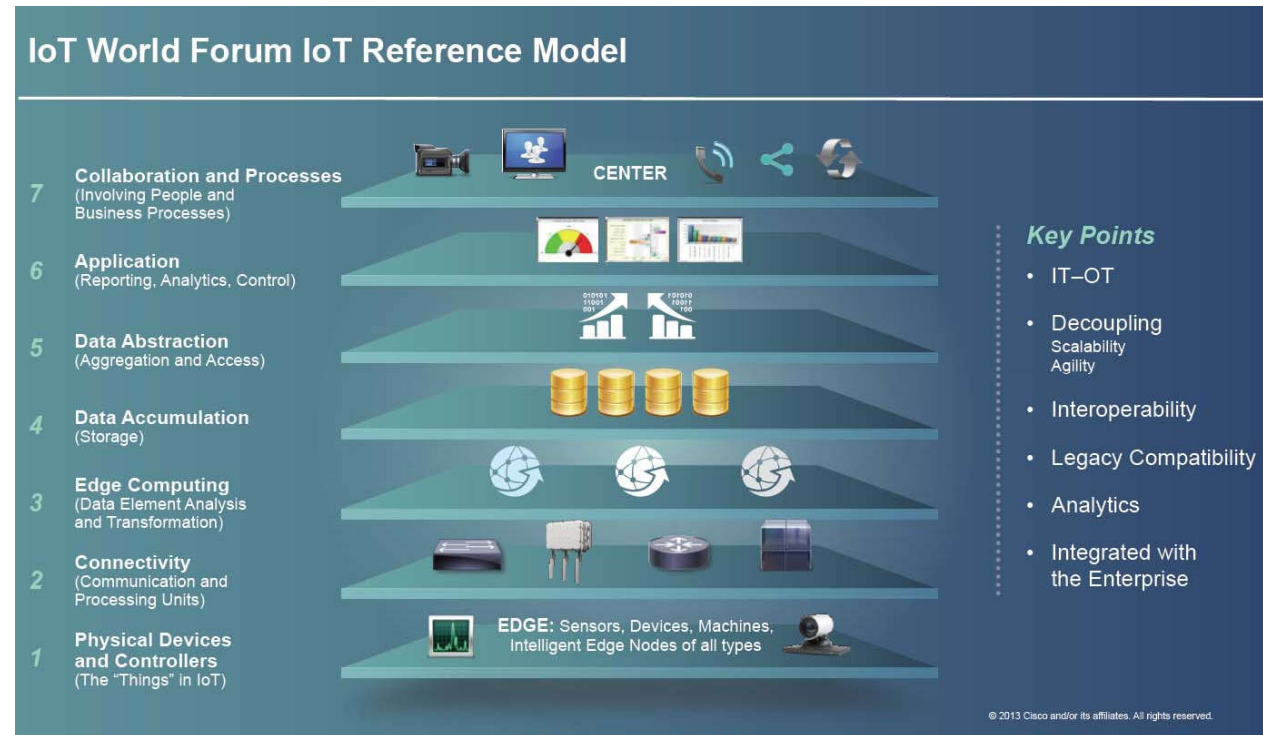 IoT World Forum IoT Reference Model
7
Collaboration and Processes
(Involving People and
Business Processes)
CENTER
6
Application
(Reporting, Analytics, Control)
5
Data Abstraction
(Aggregation and Access)
010101
11001
001
4
Data Accumulation
(Storage)
3
Edge Computing
(Data Element Analysis
and Transformation)
2
Connectivity
(Communication and
Processing Units)
1
Physical Devices
and Controllers
(The “Things” in IoT)
EDGE: Sensors, Devices, Machines,
Intelligent Edge Nodes of all types
Key Points
• IT–OT
• Decoupling
Scalability
Agility
• Interoperability
• Legacy Compatibility
• Analytics
• Integrated with
the Enterprise
© 2013 Cisco and/or its affiliates. All rights reserved.